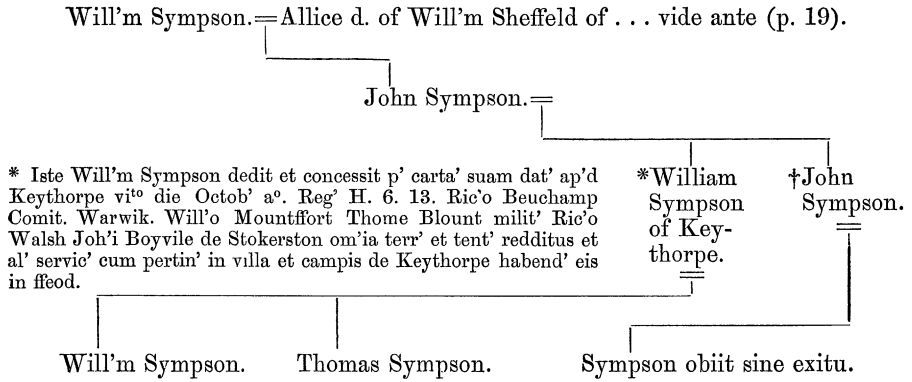 Will'm Sympson.=Allice d. of Will'm Sheffeld of . . . vide ante (p. 19).
John Sympson.=
* Iste Will'm Sympson dedit et concessit p' carta' suam dat' ap'd
Keythorpe viᵗᵒ die Octob' aᵒ. Reg' H. 6. 13. Ric'o Beuchamp
Comit. Warwik. Will'o Mountffort Thome Blount milit' Ric'o
Walsh Joh'i Boyvile de Stokerston om'ia terr' et tent' redditus et
al' servic' cum pertin' in villa et campis de Keythorpe habend' eis
in ffeod.
*William
Sympson
of Key-
thorpe.
=
†John
Sympson.
=
Will'm Sympson.
Thomas Sympson.
Sympson obiit sine exitu.